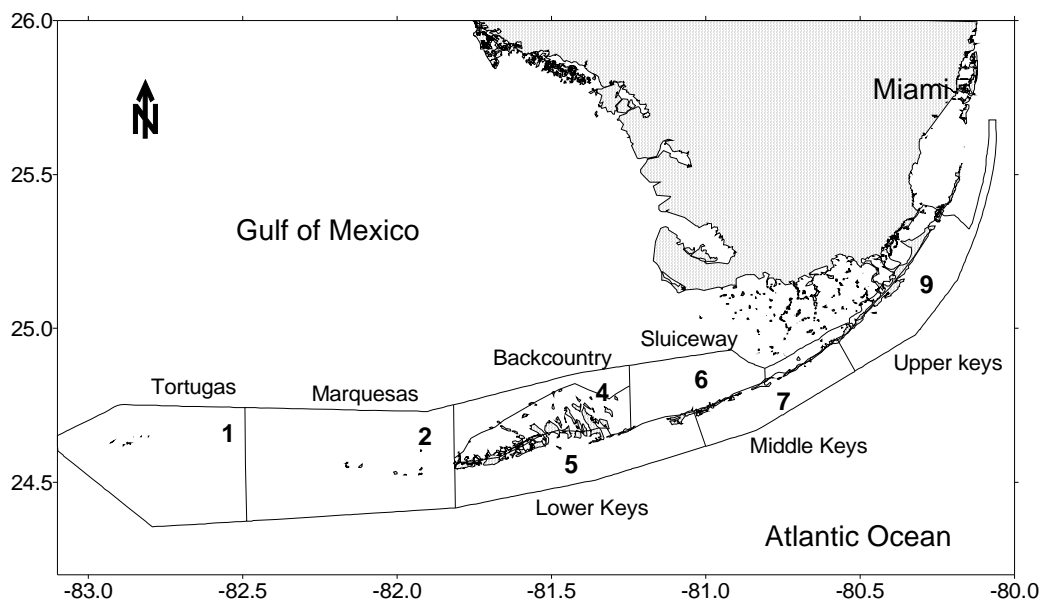 26.0
Miami
N
25.5
Gulf of Mexico
9
25.0
Sluiceway
Backcountry
Upper keys
6
Tortugas
Marquesas
4
7
1
2
Middle Keys
5
24.5
Lower Keys
Atlantic Ocean
-83.0 -82.5 -82.0 -81.5 -81.0 -80.5 -80.0